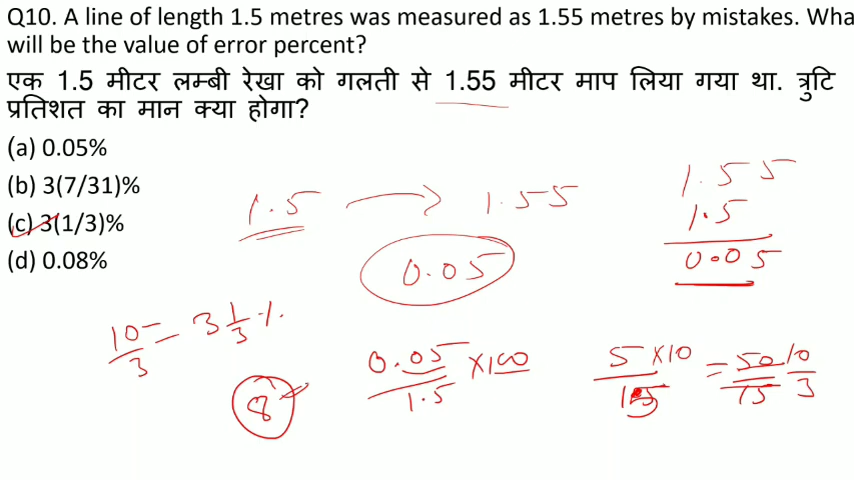 Q10. A line of length 1.5 metres was measured as 1.55 metres by mistakes. Wha
will be the value of error percent?
एक 1.5 मीटर लम्बी रेखा को गलती से 1.55 मीटर माप लिया गया था. त्रुटि
प्रतिशत का मान क्या होगा?
(a) 0.05%
(b) 3(7/31)%
(c) 3(1/3)%
(d) 0.08%
1.5 → 1.55
0.05
1.55
1.5
0.05
10/3 = 3 1/3 %
8
0.05/1.5 ×100
5 ×10/15 = 50/15 10/3